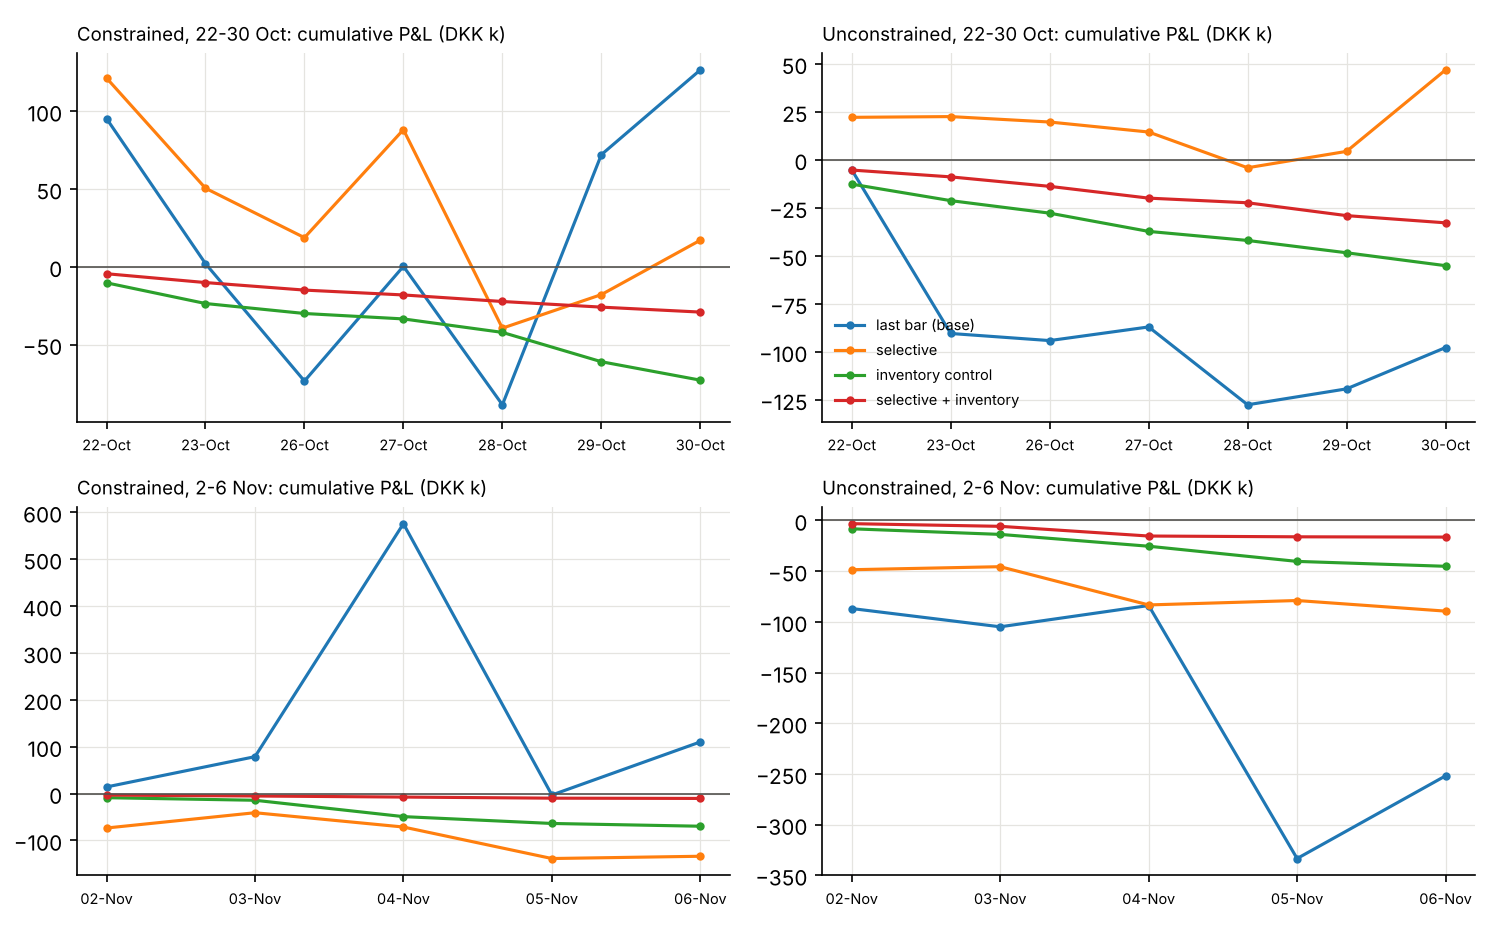 Constrained, 22-30 Oct: cumulative P&L (DKK k)
100
50
0
−50
22-Oct
23-Oct
26-Oct
27-Oct
28-Oct
29-Oct
30-Oct
Unconstrained, 22-30 Oct: cumulative P&L (DKK k)
50
25
0
−25
−50
−75
−100
−125
last bar (base)
selective
inventory control
selective + inventory
22-Oct
23-Oct
26-Oct
27-Oct
28-Oct
29-Oct
30-Oct
Constrained, 2-6 Nov: cumulative P&L (DKK k)
600
500
400
300
200
100
0
−100
02-Nov
03-Nov
04-Nov
05-Nov
06-Nov
Unconstrained, 2-6 Nov: cumulative P&L (DKK k)
0
−50
−100
−150
−200
−250
−300
−350
02-Nov
03-Nov
04-Nov
05-Nov
06-Nov